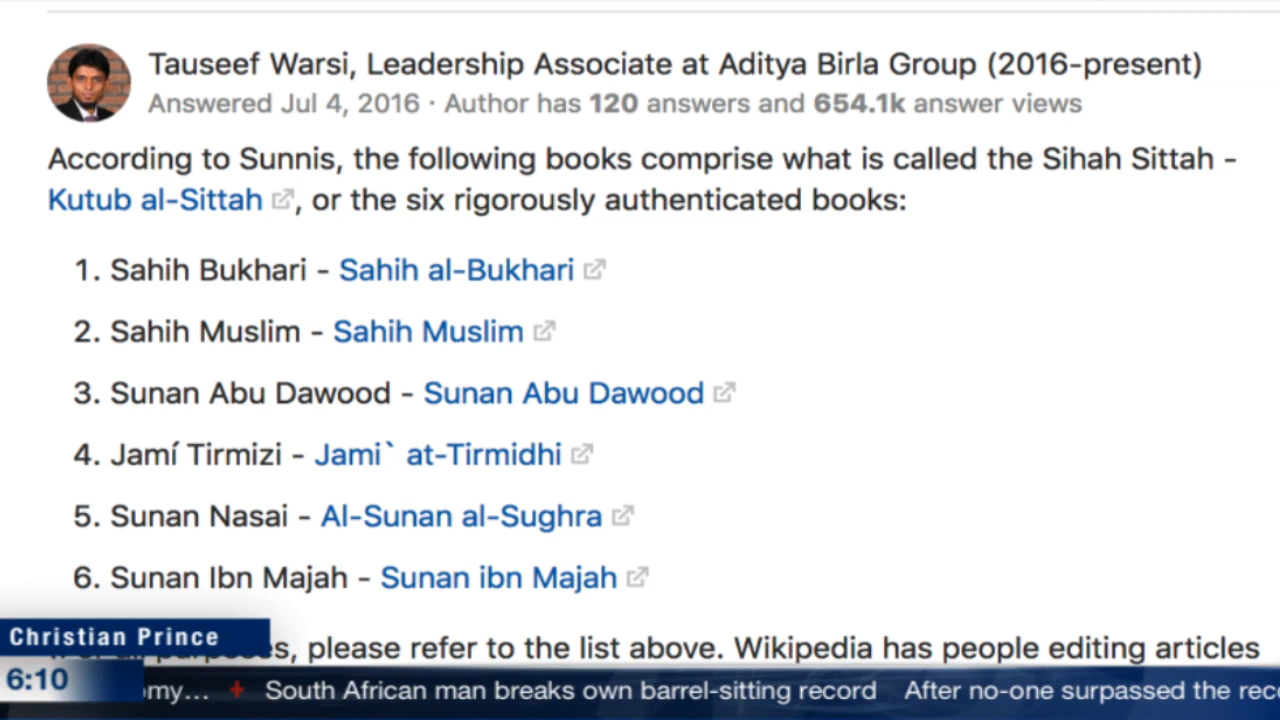 Tauseef Warsi, Leadership Associate at Aditya Birla Group (2016-present)
Answered Jul 4, 2016 · Author has 120 answers and 654.1k answer views
According to Sunnis, the following books comprise what is called the Sihah Sittah -
Kutub al-Sittah, or the six rigorously authenticated books:
1. Sahih Bukhari - Sahih al-Bukhari
2. Sahih Muslim - Sahih Muslim
3. Sunan Abu Dawood - Sunan Abu Dawood
4. Jamí Tirmizi - Jami` at-Tirmidhi
5. Sunan Nasai - Al-Sunan al-Sughra
6. Sunan Ibn Majah - Sunan ibn Majah
please refer to the list above. Wikipedia has people editing articles
Christian Prince
6:10
omy... South African man breaks own barrel-sitting record After no-one surpassed the rec